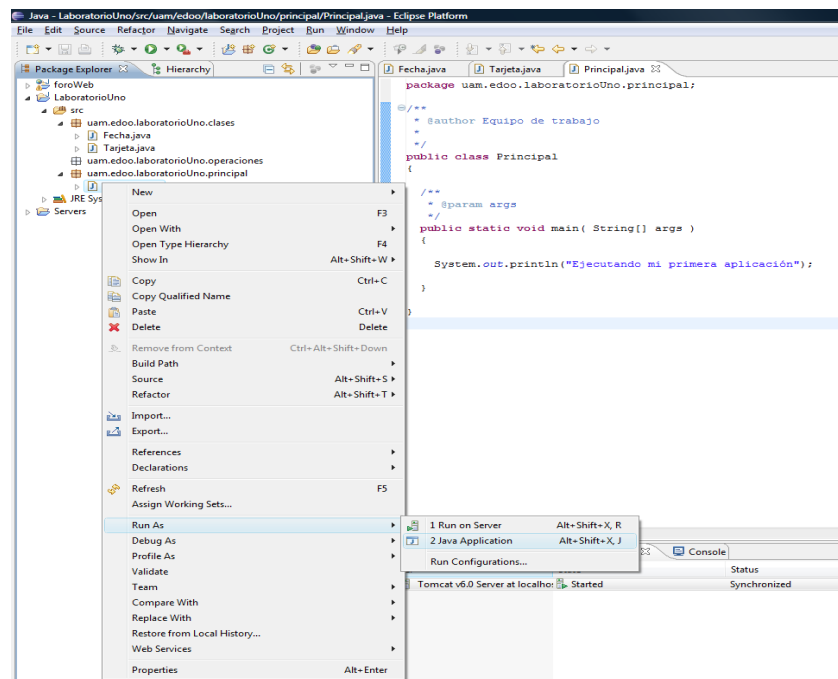 Java - LaboratorioUno/src/uam/edoo/laboratorioUno/principal/Principal.java - Eclipse Platform
File Edit Source Refactor Navigate Search Project Run Window Help
Package Explorer Hierarchy
foroWeb
LaboratorioUno
src
uam.edoo.laboratorioUno.clases
Fecha.java
Tarjeta.java
uam.edoo.laboratorioUno.operaciones
uam.edoo.laboratorioUno.principal
JRE Sys
Servers
Fecha.java Tarjeta.java Principal.java
package uam.edoo.laboratorioUno.principal;
/**
* @author Equipo de trabajo
*
*/
public class Principal
{
/**
* @param args
*/
public static void main( String[] args )
{
System.out.println("Ejecutando mi primera aplicación");
}
}
New
Open F3
Open With
Open Type Hierarchy F4
Show In Alt+Shift+W
Copy Ctrl+C
Copy Qualified Name
Paste Ctrl+V
Delete Delete
Remove from Context Ctrl+Alt+Shift+Down
Build Path
Source Alt+Shift+S
Refactor Alt+Shift+T
Import...
Export...
References
Declarations
Refresh F5
Assign Working Sets...
Run As
Debug As
Profile As
Validate
Team
Compare With
Replace With
Restore from Local History...
Web Services
Properties Alt+Enter
1 Run on Server Alt+Shift+X, R
2 Java Application Alt+Shift+X, J
Run Configurations...
Console
Status
Tomcat v6.0 Server at localhos Started Synchronized